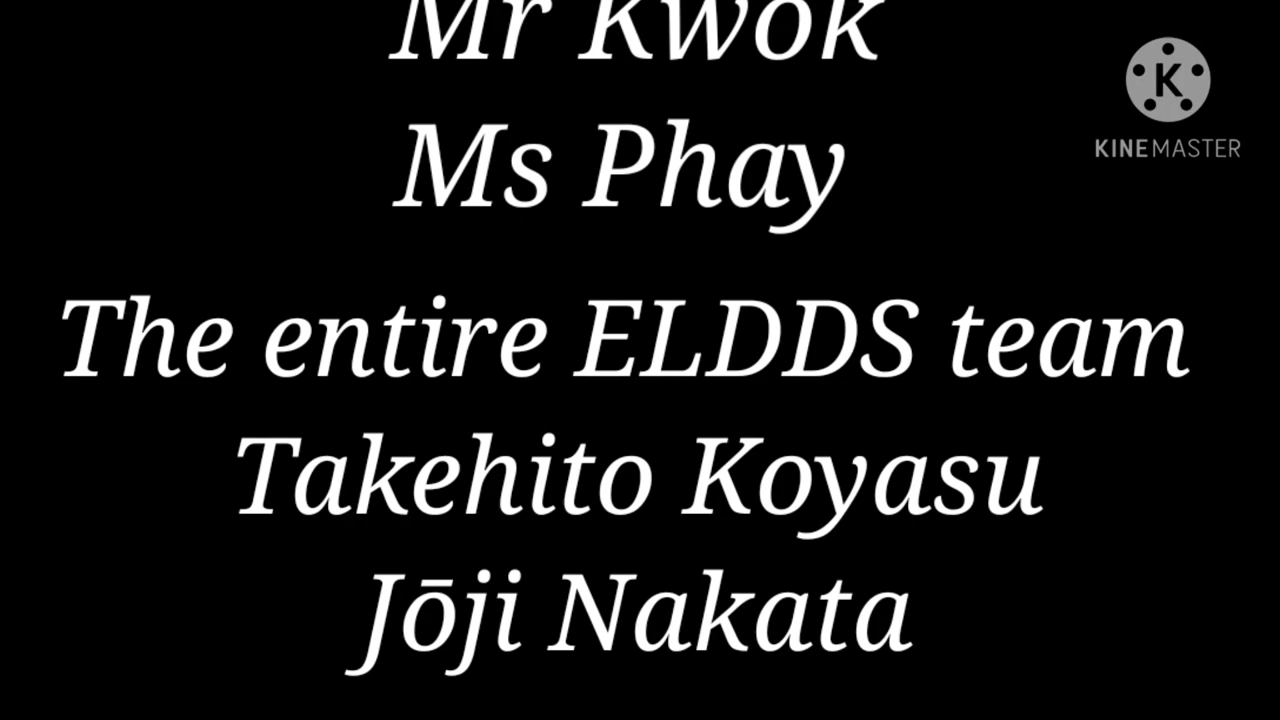 Mr Kwok
Ms Phay
The entire ELDDS team
Takehito Koyasu
Jōji Nakata
K
KINEMASTER